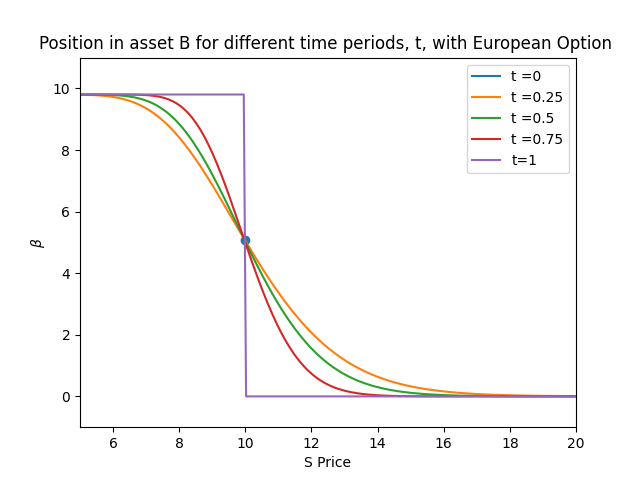 Position in asset B for different time periods, t, with European Option
10
8
6
4
2
0
β
6
8
10
12
14
16
18
20
S Price
t =0
t =0.25
t =0.5
t =0.75
t=1